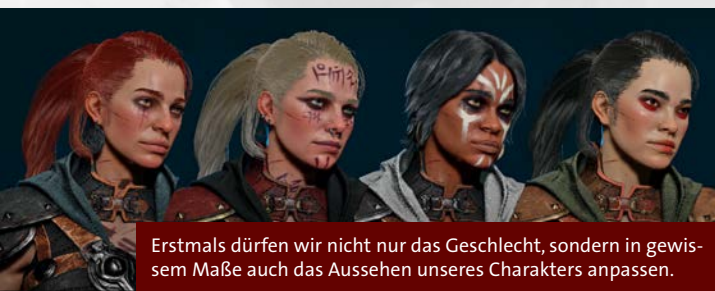 Erstmals dürfen wir nicht nur das Geschlecht, sondern in gewis-
sem Maße auch das Aussehen unseres Charakters anpassen.